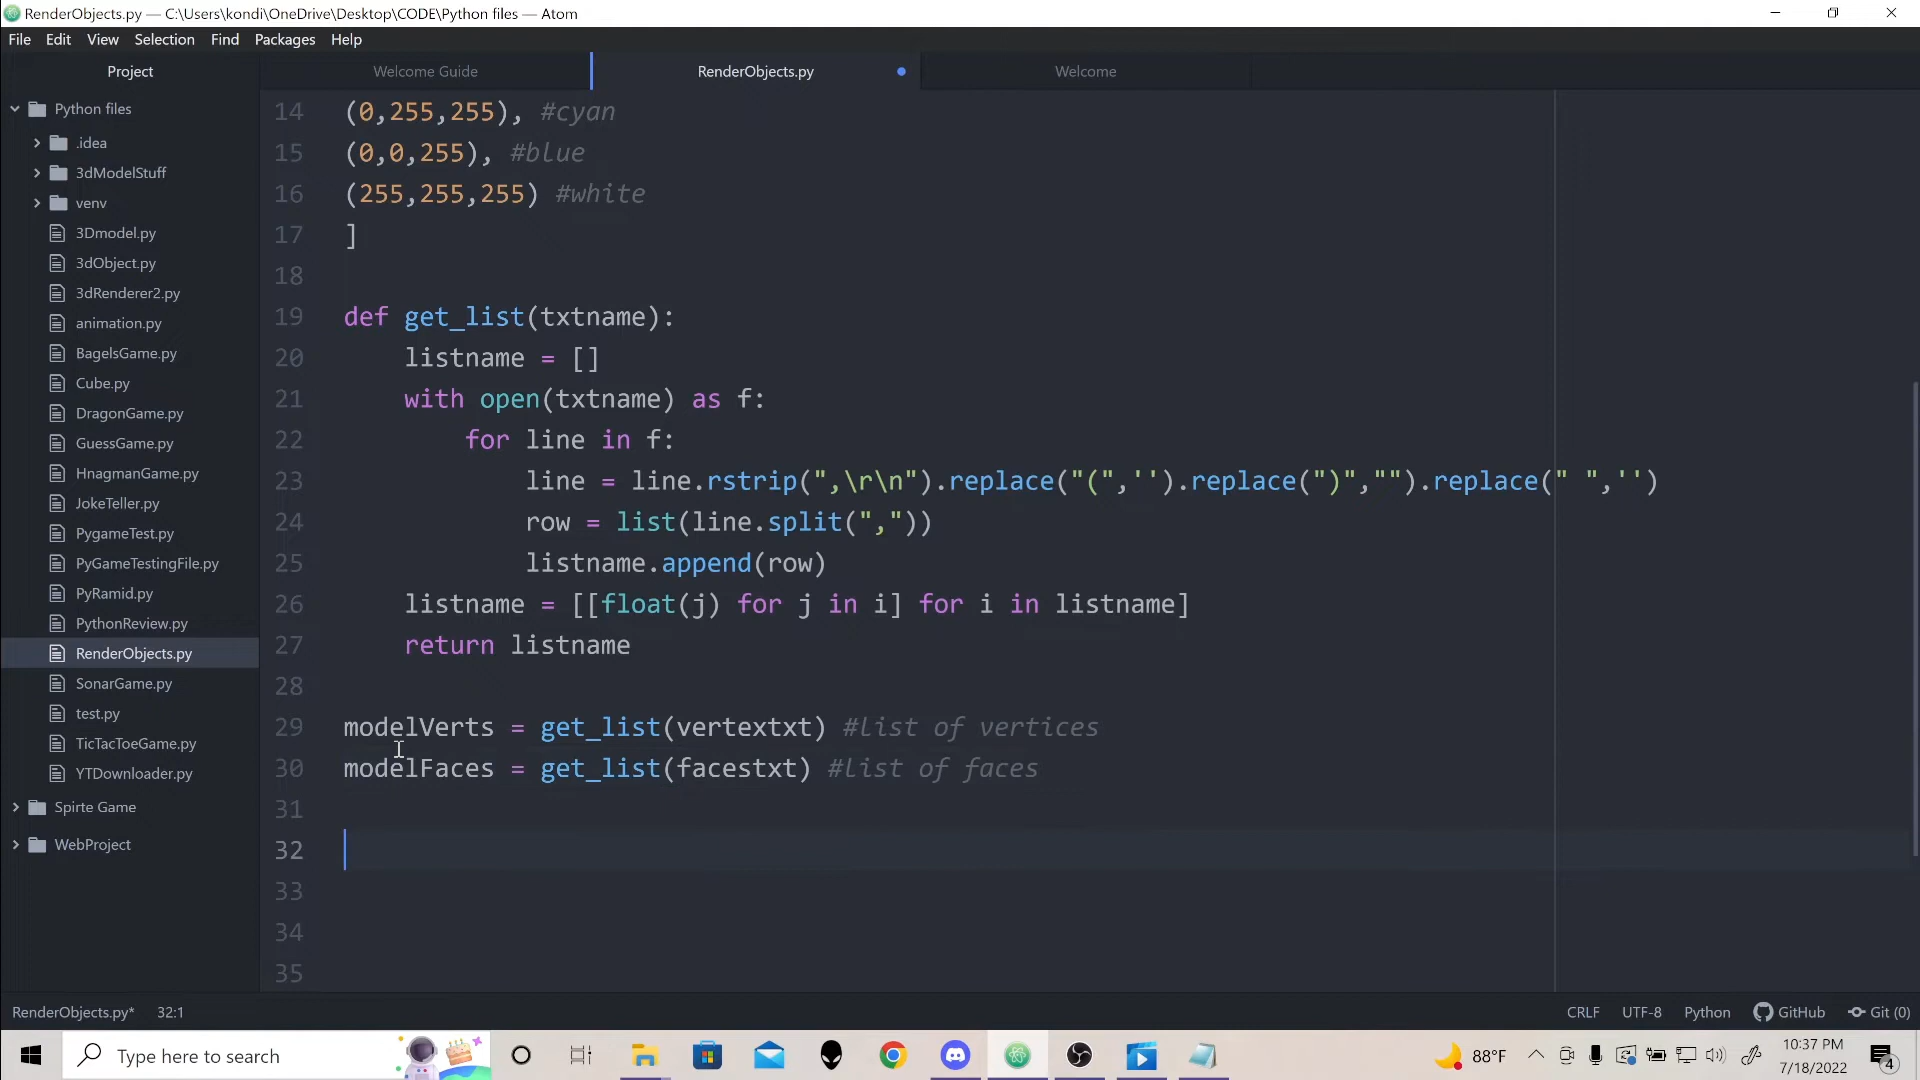 RenderObjects.py — C:\Users\kondi\OneDrive\Desktop\CODE\Python files — Atom
File Edit View Selection Find Packages Help
Project
Welcome Guide
RenderObjects.py
Welcome
Python files
.idea
3dModelStuff
venv
3Dmodel.py
3dObject.py
3dRenderer2.py
animation.py
BagelsGame.py
Cube.py
DragonGame.py
GuessGame.py
HnagmanGame.py
JokeTeller.py
PygameTest.py
PyGameTestingFile.py
PyRamid.py
PythonReview.py
RenderObjects.py
SonarGame.py
test.py
TicTacToeGame.py
YTDownloader.py
Spirte Game
WebProject
14 (0,255,255), #cyan
15 (0,0,255), #blue
16 (255,255,255) #white
17 ]
18
19 def get_list(txtname):
20 listname = []
21 with open(txtname) as f:
22 for line in f:
23 line = line.rstrip(",\r\n").replace("(",'').replace(")","").replace(" ",'')
24 row = list(line.split(","))
25 listname.append(row)
26 listname = [[float(j) for j in i] for i in listname]
27 return listname
28
29 modelVerts = get_list(vertextxt) #list of vertices
30 modelFaces = get_list(facestxt) #list of faces
31
32
33
34
35
RenderObjects.py* 32:1
CRLF UTF-8 Python GitHub Git (0)
Type here to search
88°F
10:37 PM
7/18/2022
4